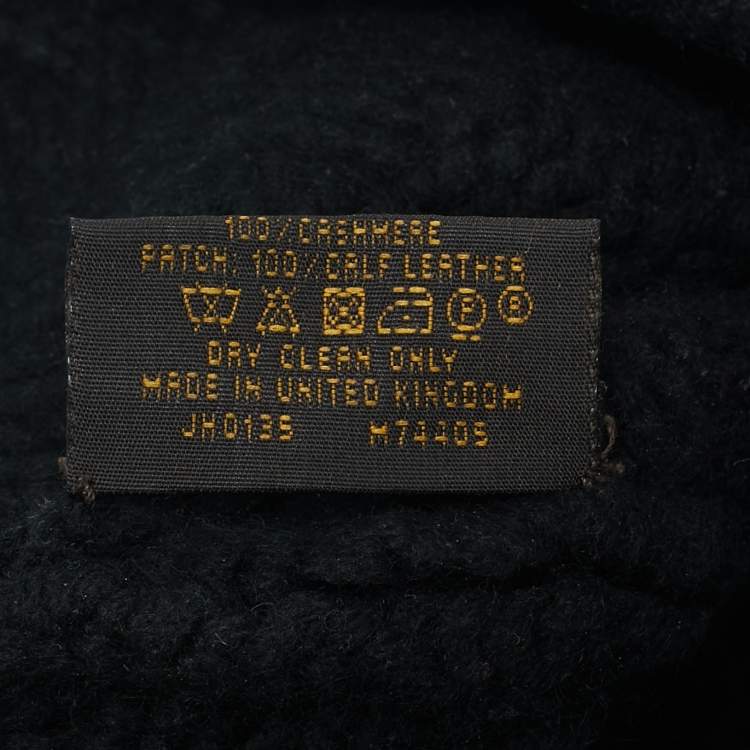 100%CASHMERE
PATCH: 100%CALF LEATHER
P B
DRY CLEAN ONLY
MADE IN UNITED KINGDOM
JH0135 M74405